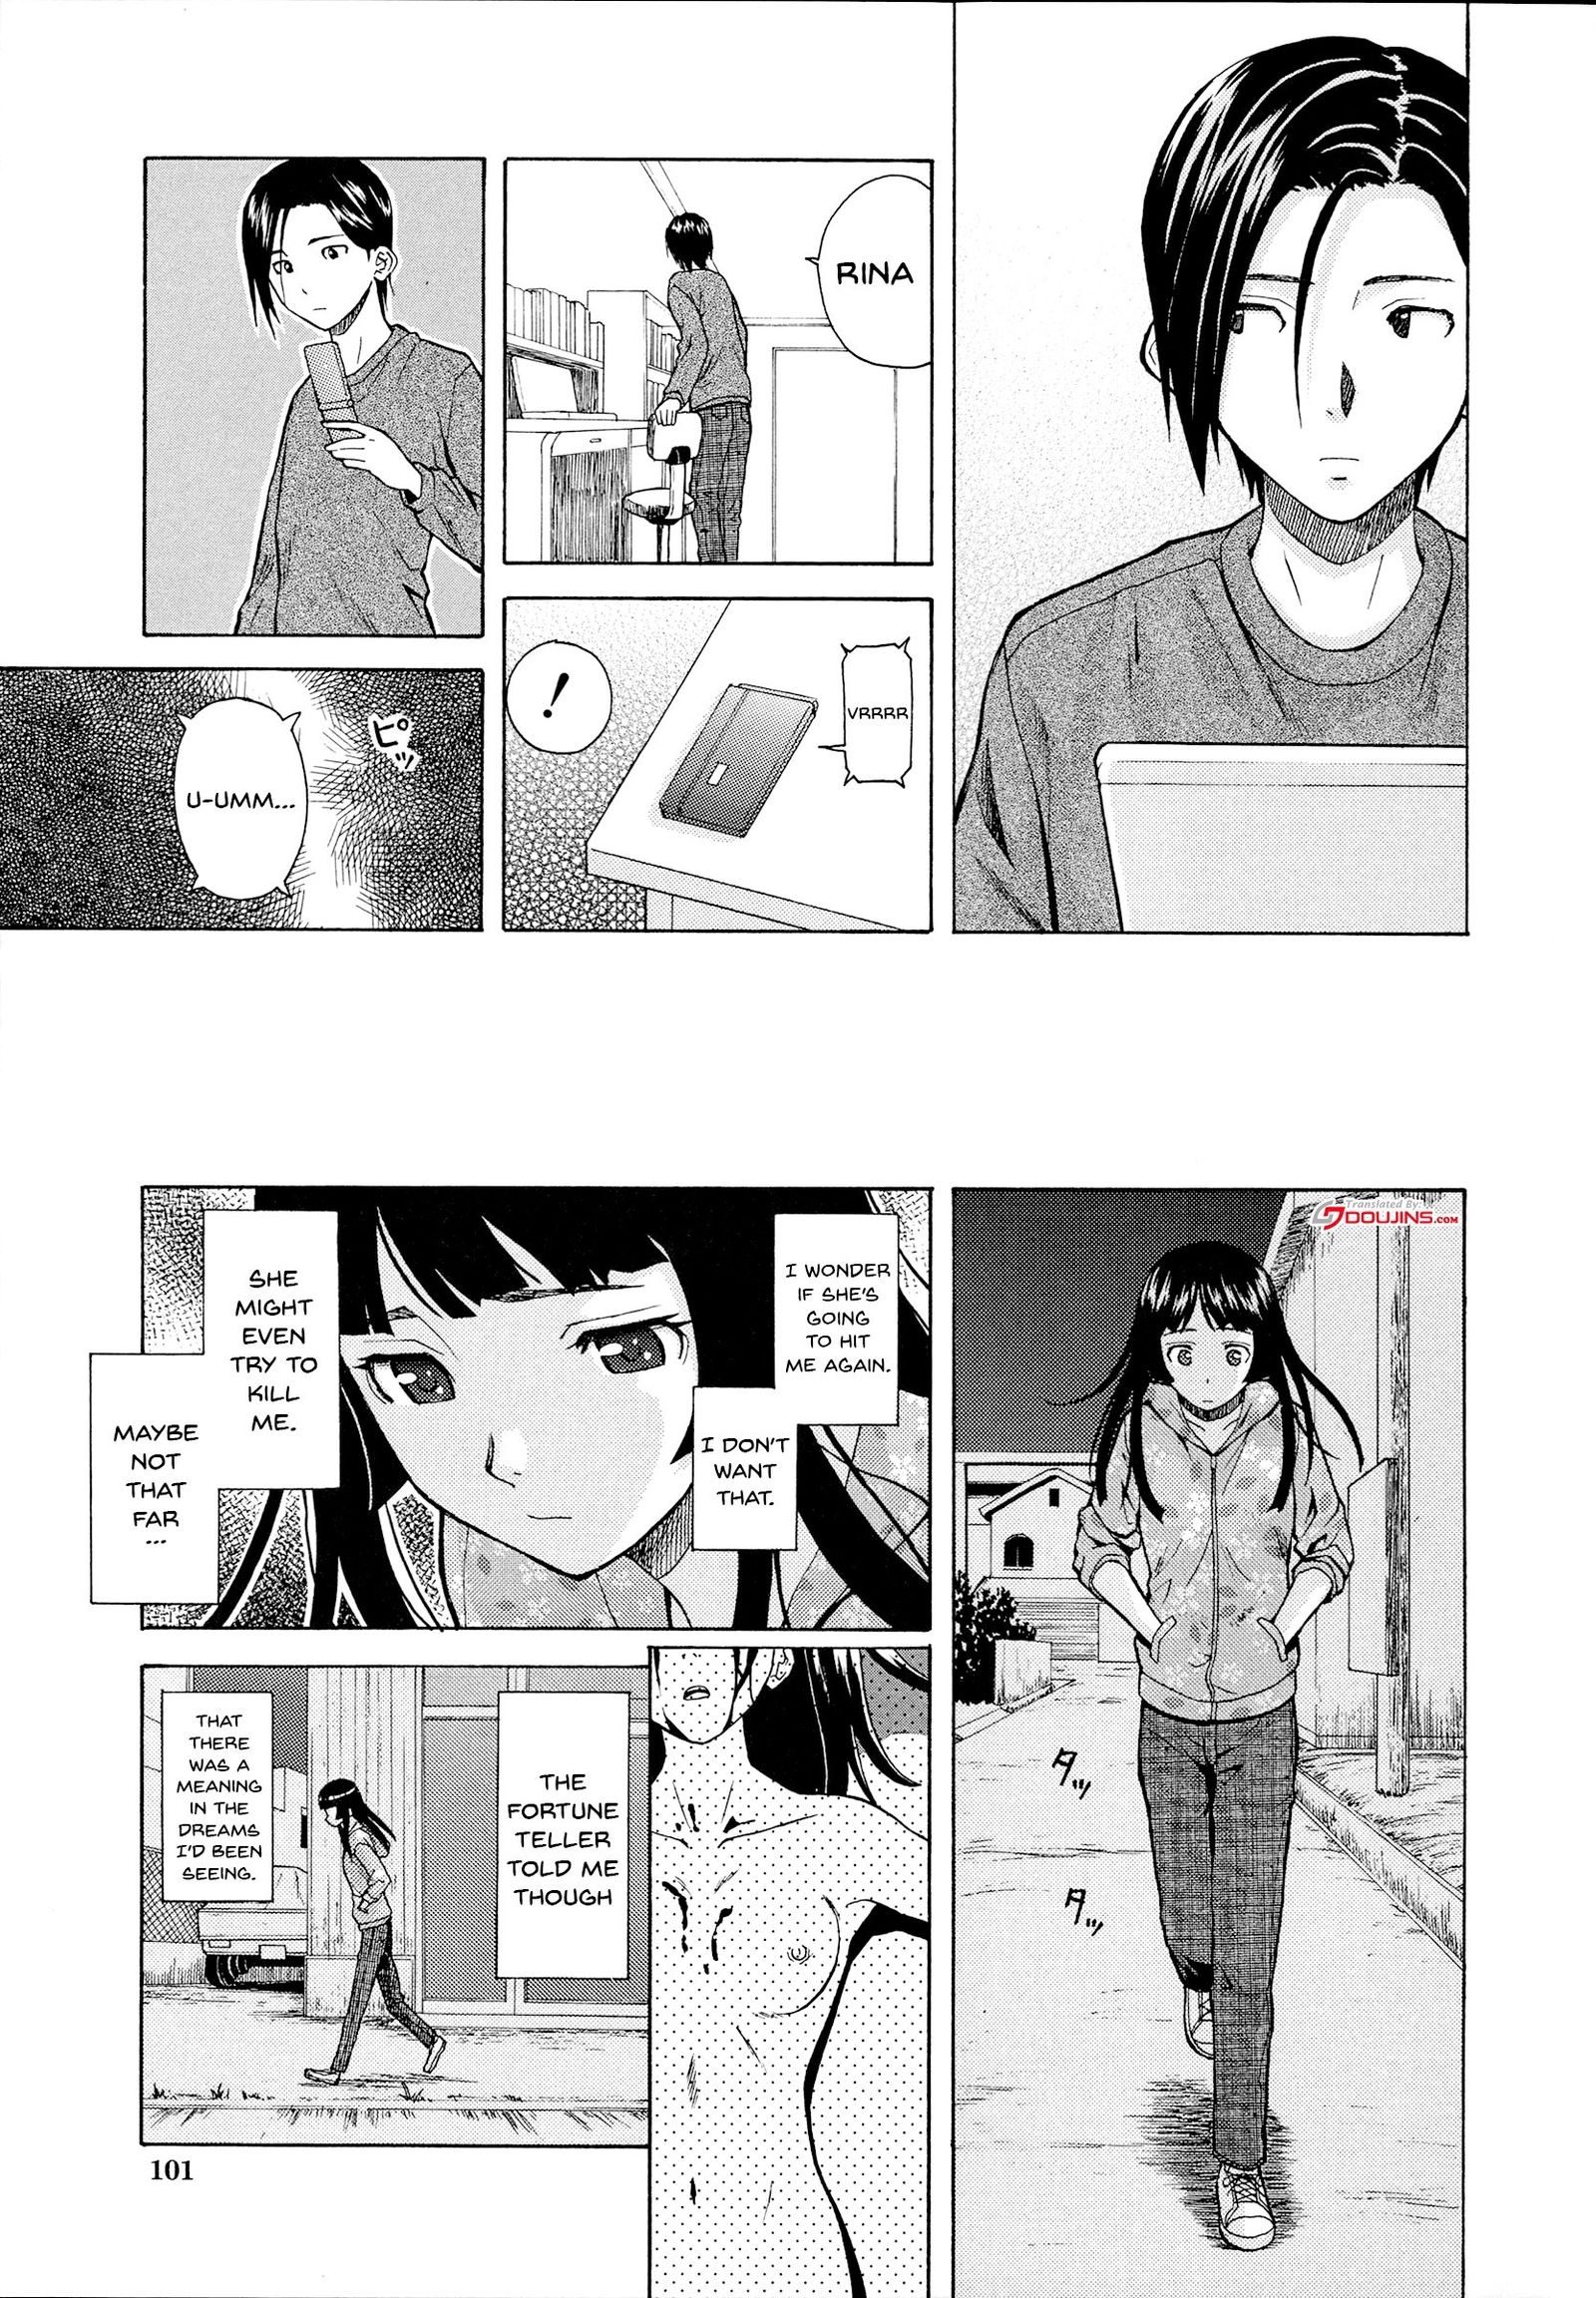 RINA
VRRRR
!
ピッ
U-UMM...
Translated By:
DOUJINS.COM
タッ
タッ
I WONDER
IF SHE'S
GOING
TO HIT
ME AGAIN.
I DON'T
WANT
THAT.
SHE
MIGHT
EVEN
TRY TO
KILL
ME.
MAYBE
NOT
THAT
FAR
...
THE
FORTUNE
TELLER
TOLD ME
THOUGH
THAT
THERE
WAS A
MEANING
IN THE
DREAMS
I'D BEEN
SEEING.
101